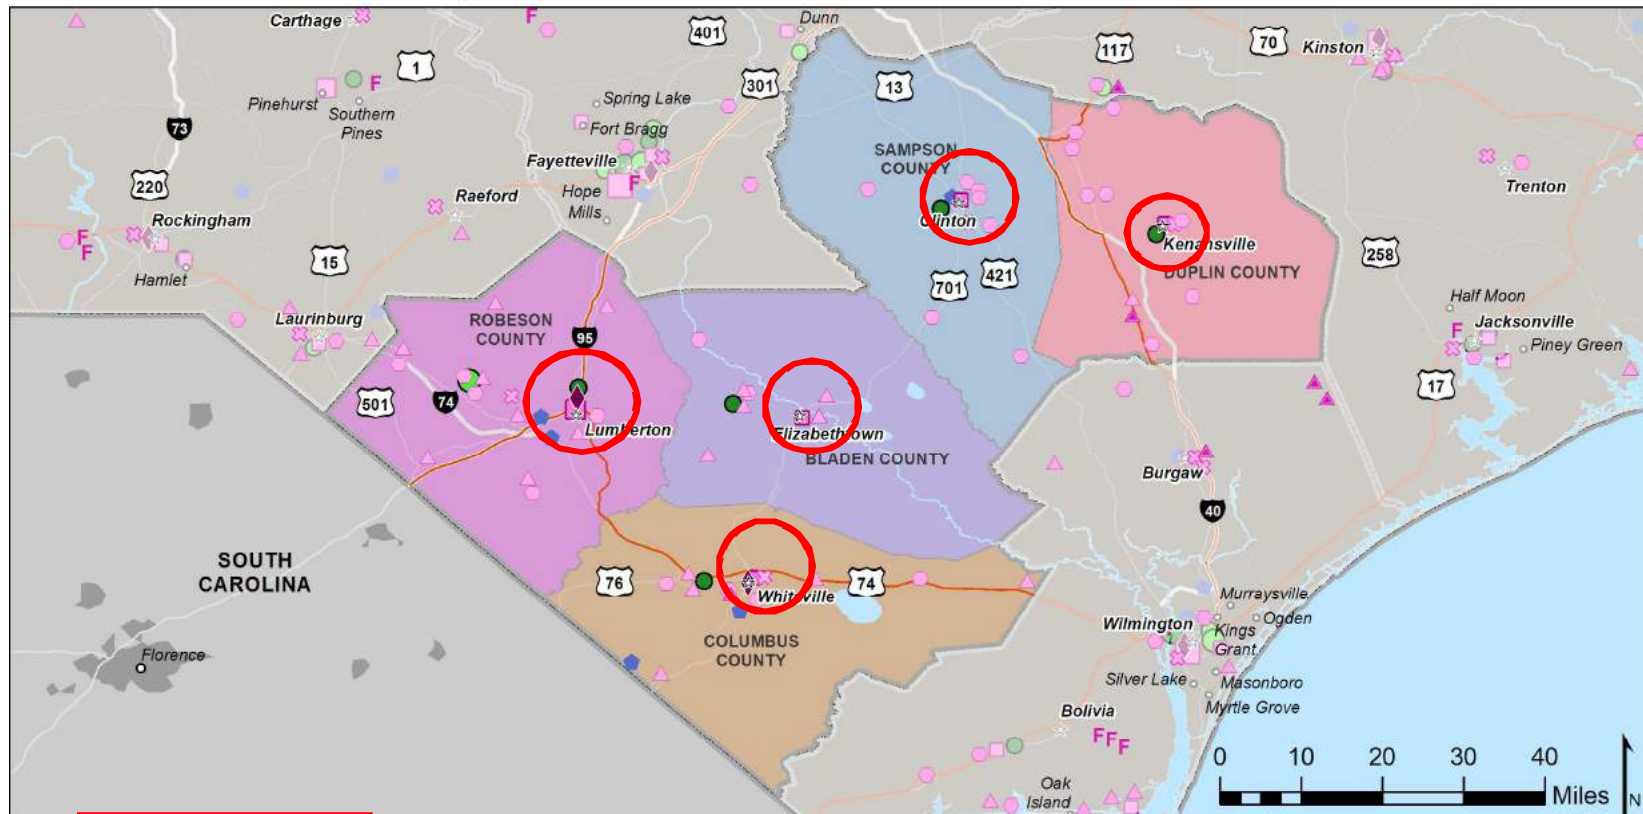 Carthage
F
Dunn
401
117
70
Kinston
1
F
301
13
Pinehurst
Southern
Pines
Spring Lake
73
Fort Bragg
SAMPSON
COUNTY
Fayetteville
F
Trenton
220
Raeford
Hope
Mills
Rockingham
Clinton
F
F
Kenansville
15
258
Hamlet
421
DUPLIN COUNTY
701
Half Moon
Laurinburg
ROBESON
COUNTY
95
F
Jacksonville
Piney Green
17
501
74
Lumberton
Elizabethtown
BLADEN COUNTY
Burgaw
40
SOUTH
CAROLINA
76
74
Whiteville
Murraysville
Wilmington
Ogden
Kings
Grant
COLUMBUS
COUNTY
Florence
Silver Lake
Masonboro
Myrtle Grove
Bolivia
F F F
0 10 20 30 40
Miles
N
Oak
Island